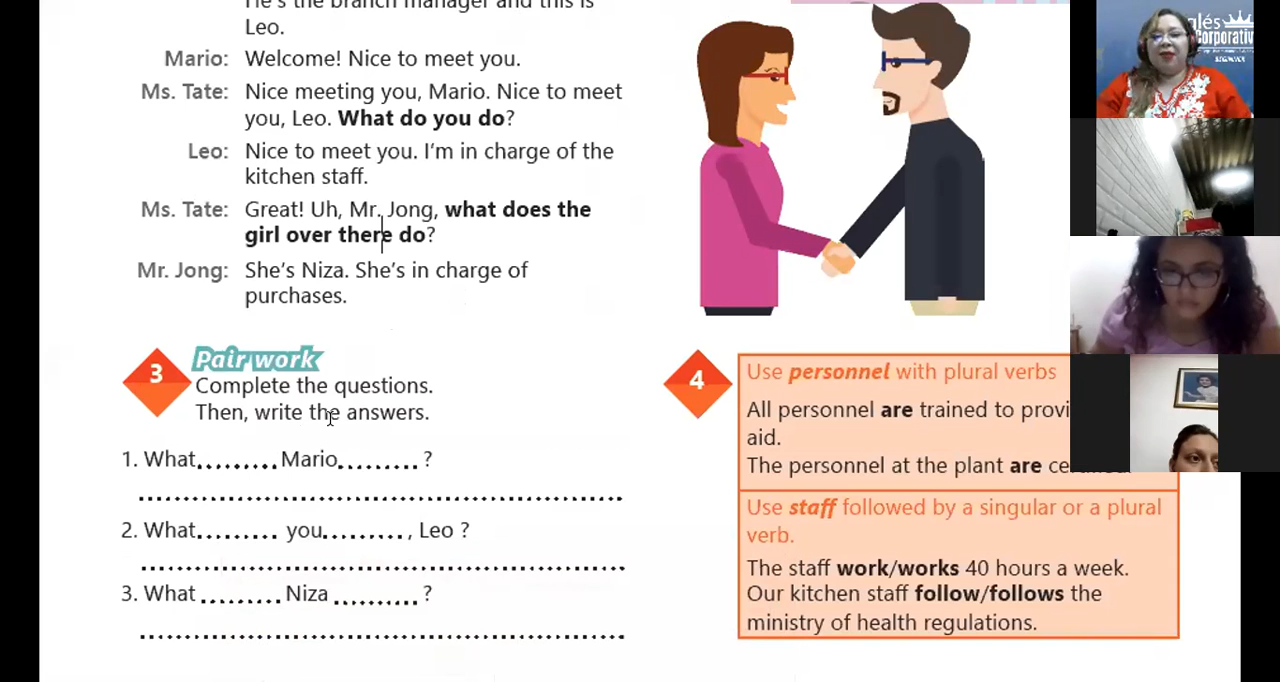 He's the branch manager and this is
Leo.
Mario: Welcome! Nice to meet you.
Ms. Tate: Nice meeting you, Mario. Nice to meet
you, Leo. What do you do?
Leo: Nice to meet you. I'm in charge of the
kitchen staff.
Ms. Tate: Great! Uh, Mr. Jong, what does the
girl over there do?
Mr. Jong: She's Niza. She's in charge of
purchases.
3 Pair work
Complete the questions.
Then, write the answers.
1. What.........Mario.........?
2. What......... you........., Leo ?
3. What ......... Niza .........?
4
Use personnel with plural verbs
All personnel are trained to
aid.
The personnel at the plant are
Use staff followed by a singular or a plural
verb.
The staff work/works 40 hours a week.
Our kitchen staff follow/follows the
ministry of health regulations.